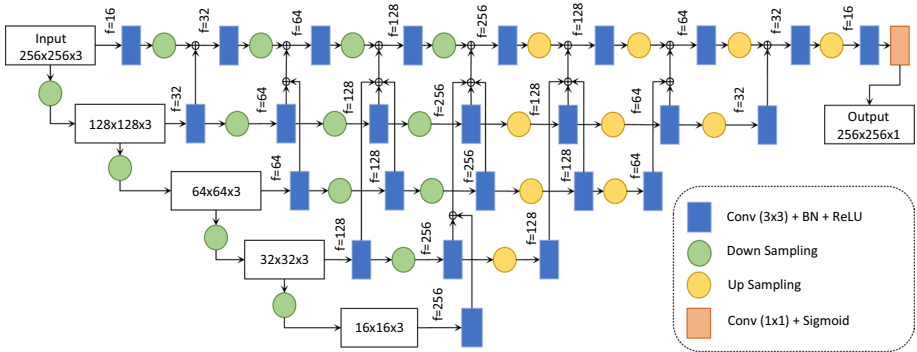 Input
256x256x3
f=16
f=32
f=64
f=128
f=256
f=128
f=64
f=32
f=16
128x128x3
f=32
f=64
f=128
f=256
f=128
f=64
f=32
Output
256x256x1
64x64x3
f=64
f=128
f=256
f=128
f=64
32x32x3
f=128
f=256
f=128
16x16x3
f=256
Conv (3x3) + BN + ReLU
Down Sampling
Up Sampling
Conv (1x1) + Sigmoid